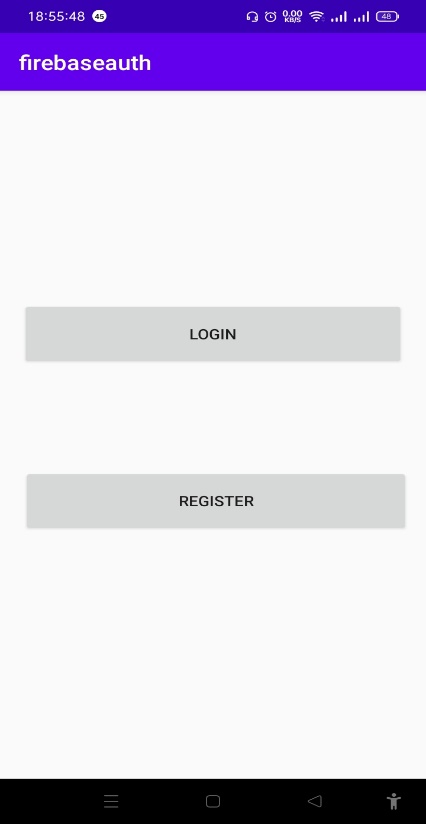 18:55:48 45 0.00 KB/S 48
firebaseauth
LOGIN
REGISTER